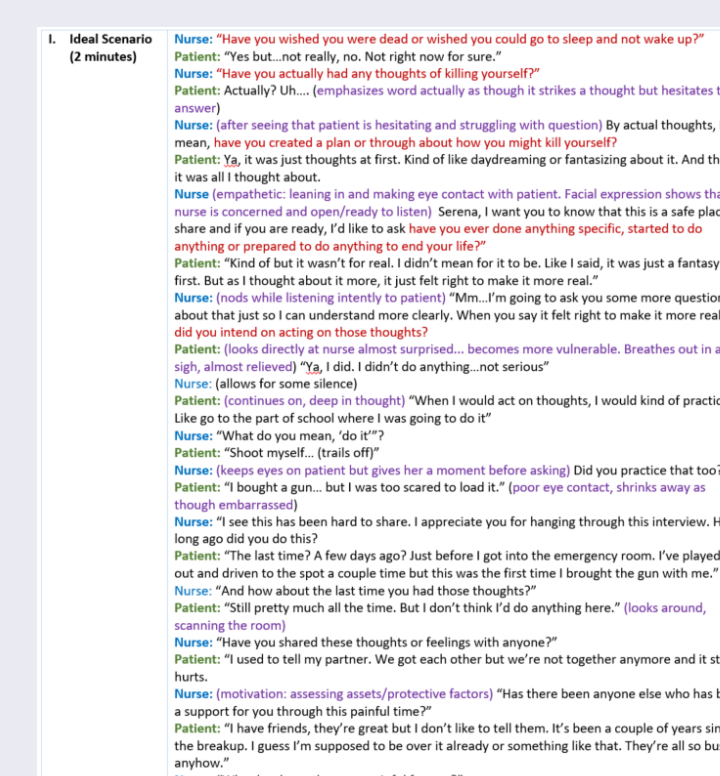 I. Ideal Scenario
(2 minutes)
Nurse: “Have you wished you were dead or wished you could go to sleep and not wake up?”
Patient: “Yes but...not really, no. Not right now for sure.”
Nurse: “Have you actually had any thoughts of killing yourself?”
Patient: Actually? Uh.... (emphasizes word actually as though it strikes a thought but hesitates
answer)
Nurse: (after seeing that patient is hesitating and struggling with question) By actual thoughts,
mean, have you created a plan or through about how you might kill yourself?
Patient: Ya, it was just thoughts at first. Kind of like daydreaming or fantasizing about it. And
it was all I thought about.
Nurse (empathetic: leaning in and making eye contact with patient. Facial expression shows
nurse is concerned and open/ready to listen) Serena, I want you to know that this is a safe
share and if you are ready, I’d like to ask have you ever done anything specific, started to do
anything or prepared to do anything to end your life?”
Patient: “Kind of but it wasn’t for real. I didn’t mean for it to be. Like I said, it was just a fantasy
first. But as I thought about it more, it just felt right to make it more real.”
Nurse: (nods while listening intently to patient) “Mm...I’m going to ask you some more
about that just so I can understand more clearly. When you say it felt right to make it more
did you intend on acting on those thoughts?
Patient: (looks directly at nurse almost surprised... becomes more vulnerable. Breathes out in
sigh, almost relieved) “Ya, I did. I didn’t do anything...not serious”
Nurse: (allows for some silence)
Patient: (continues on, deep in thought) “When I would act on thoughts, I would kind of
Like go to the part of school where I was going to do it”
Nurse: “What do you mean, ‘do it’”?
Patient: “Shoot myself... (trails off)”
Nurse: (keeps eyes on patient but gives her a moment before asking) Did you practice that too?
Patient: “I bought a gun... but I was too scared to load it.” (poor eye contact, shrinks away as
though embarrassed)
Nurse: “I see this has been hard to share. I appreciate you for hanging through this interview.
long ago did you do this?
Patient: “The last time? A few days ago? Just before I got into the emergency room. I’ve played
out and driven to the spot a couple time but this was the first time I brought the gun with me.”
Nurse: “And how about the last time you had those thoughts?”
Patient: “Still pretty much all the time. But I don’t think I’d do anything here.” (looks around,
scanning the room)
Nurse: “Have you shared these thoughts or feelings with anyone?”
Patient: “I used to tell my partner. We got each other but we’re not together anymore and it
hurts.
Nurse: (motivation: assessing assets/protective factors) “Has there been anyone else who has
a support for you through this painful time?”
Patient: “I have friends, they’re great but I don’t like to tell them. It’s been a couple of years
the breakup. I guess I’m supposed to be over it already or something like that. They’re all so
anyhow.”